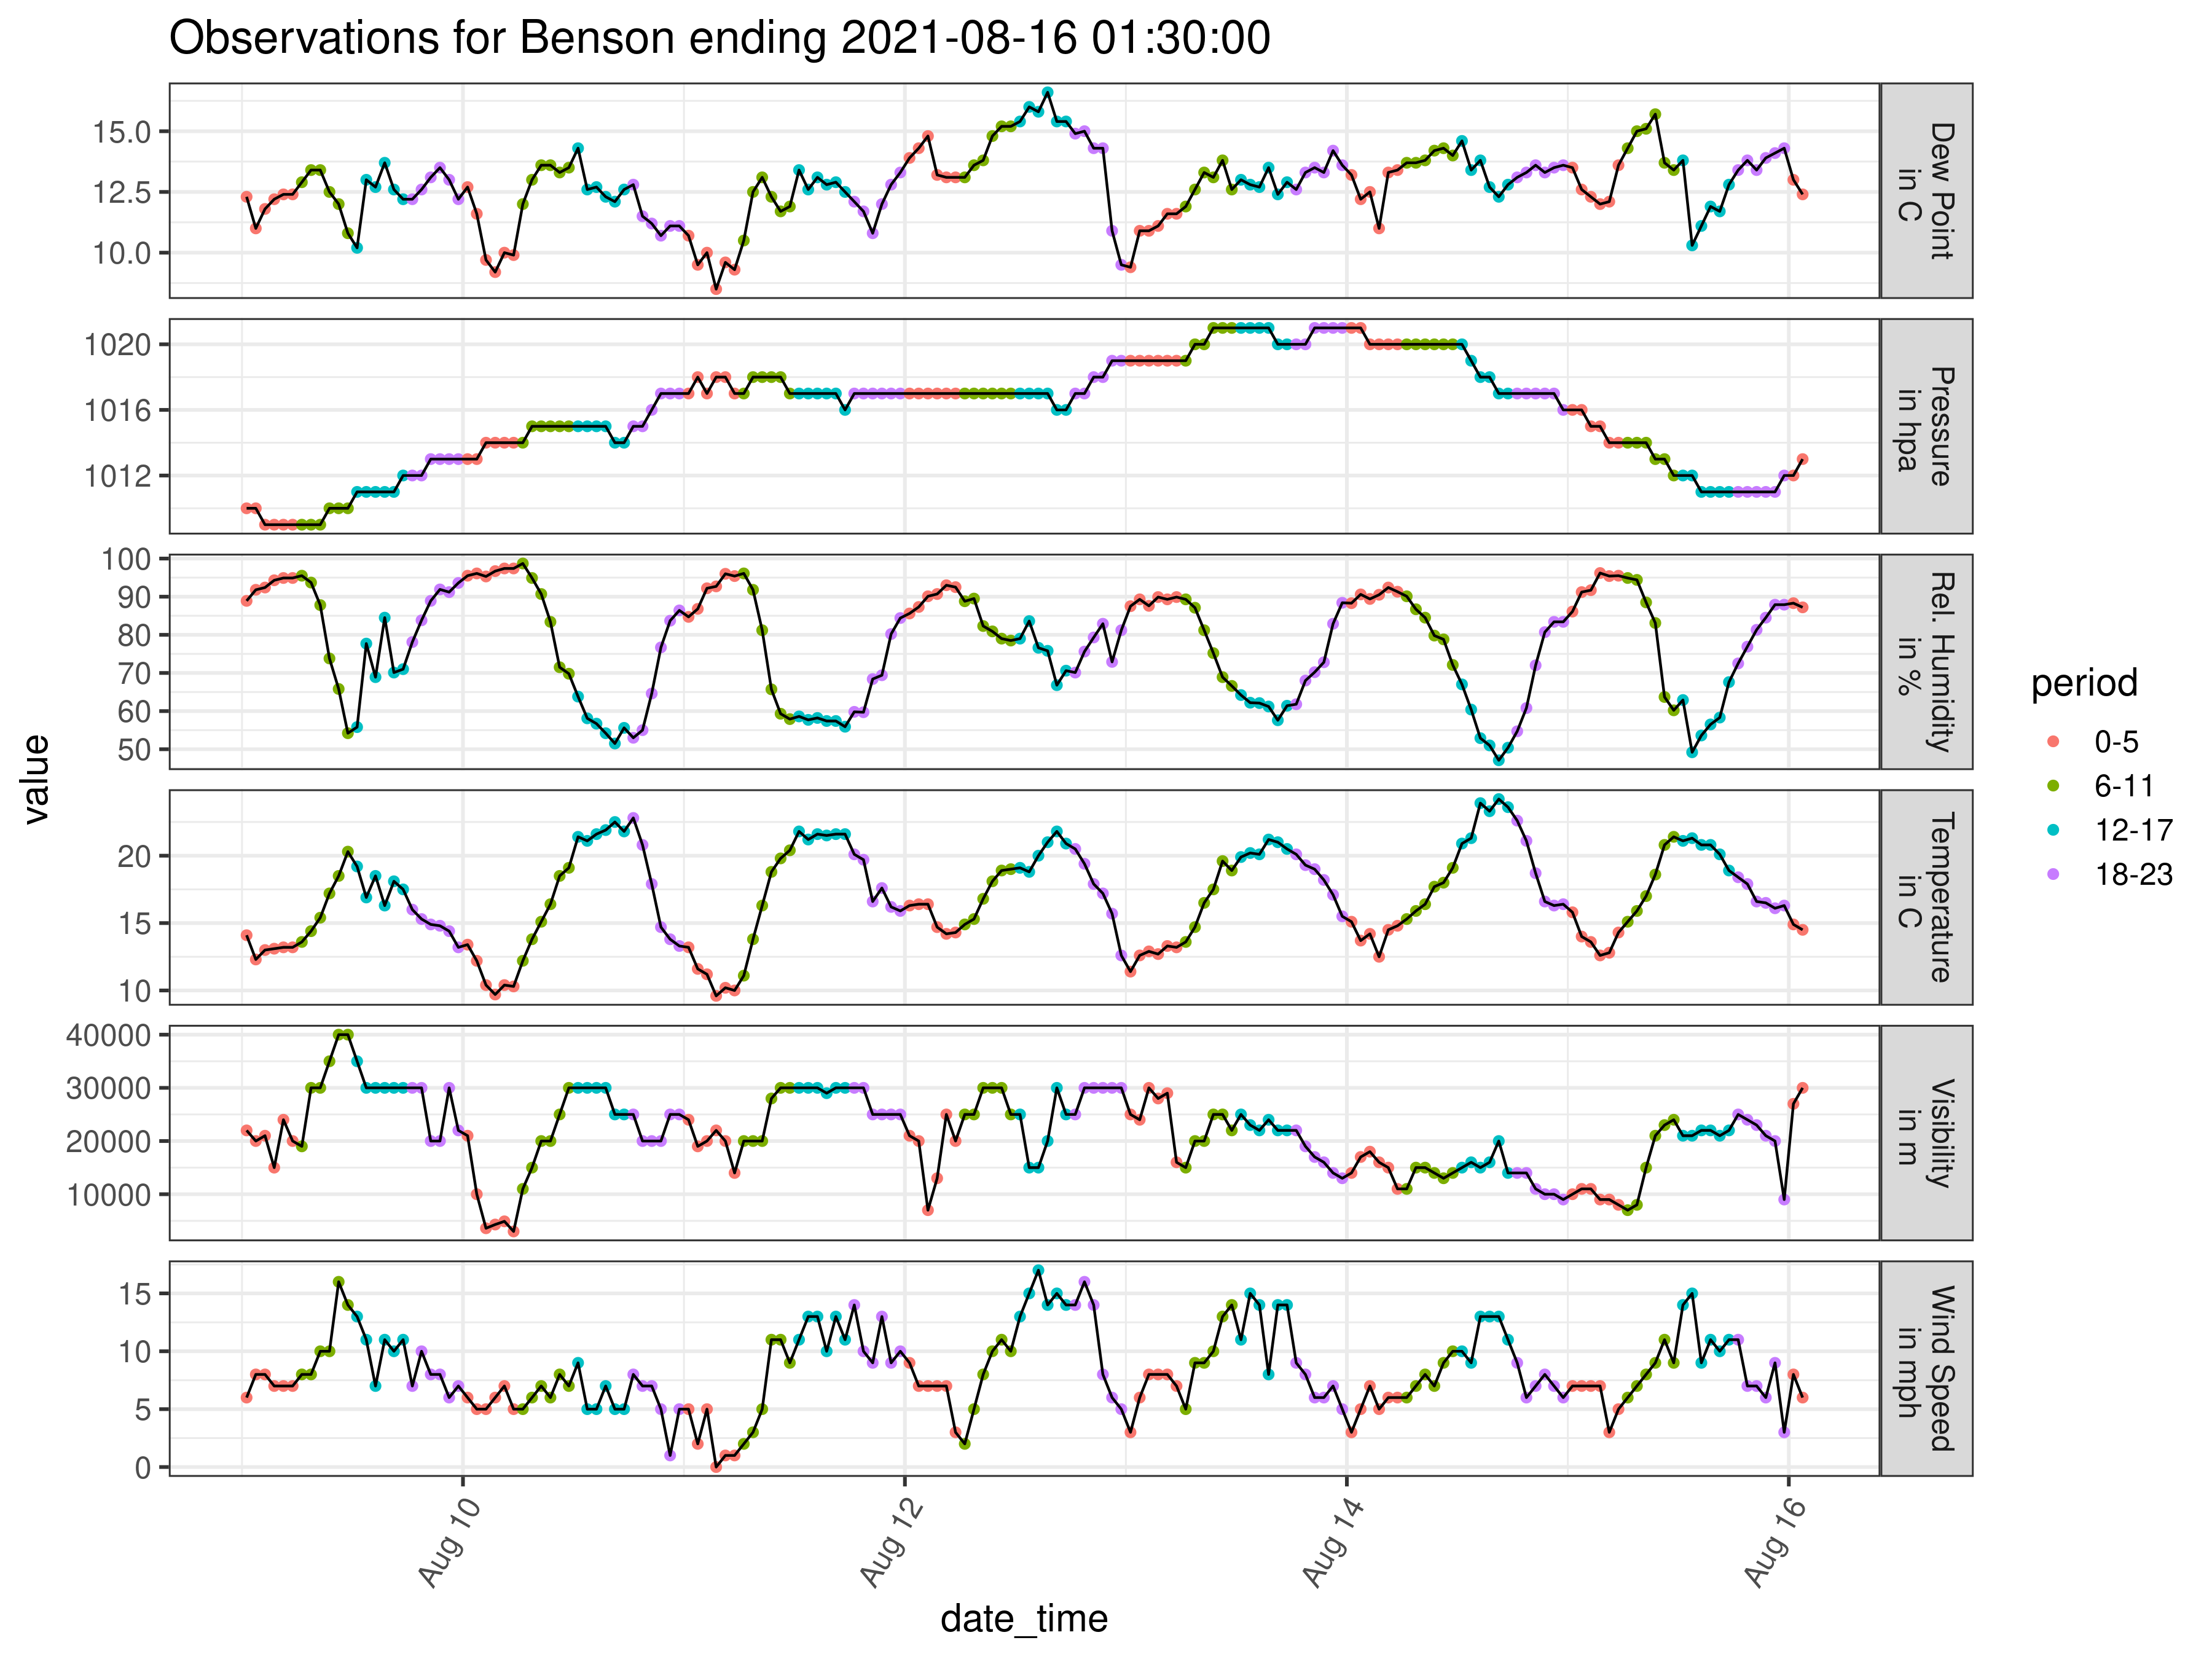 Observations for Benson ending 2021-08-16 01:30:00
15.0
12.5
10.0
Dew Point
in C
1020
1016
1012
Pressure
in hpa
100
90
80
70
60
50
Rel. Humidity
in %
20
15
10
Temperature
in C
40000
30000
20000
10000
Visibility
in m
15
10
5
0
Wind Speed
in mph
value
Aug 10
Aug 12
Aug 14
Aug 16
date_time
period
0-5
6-11
12-17
18-23